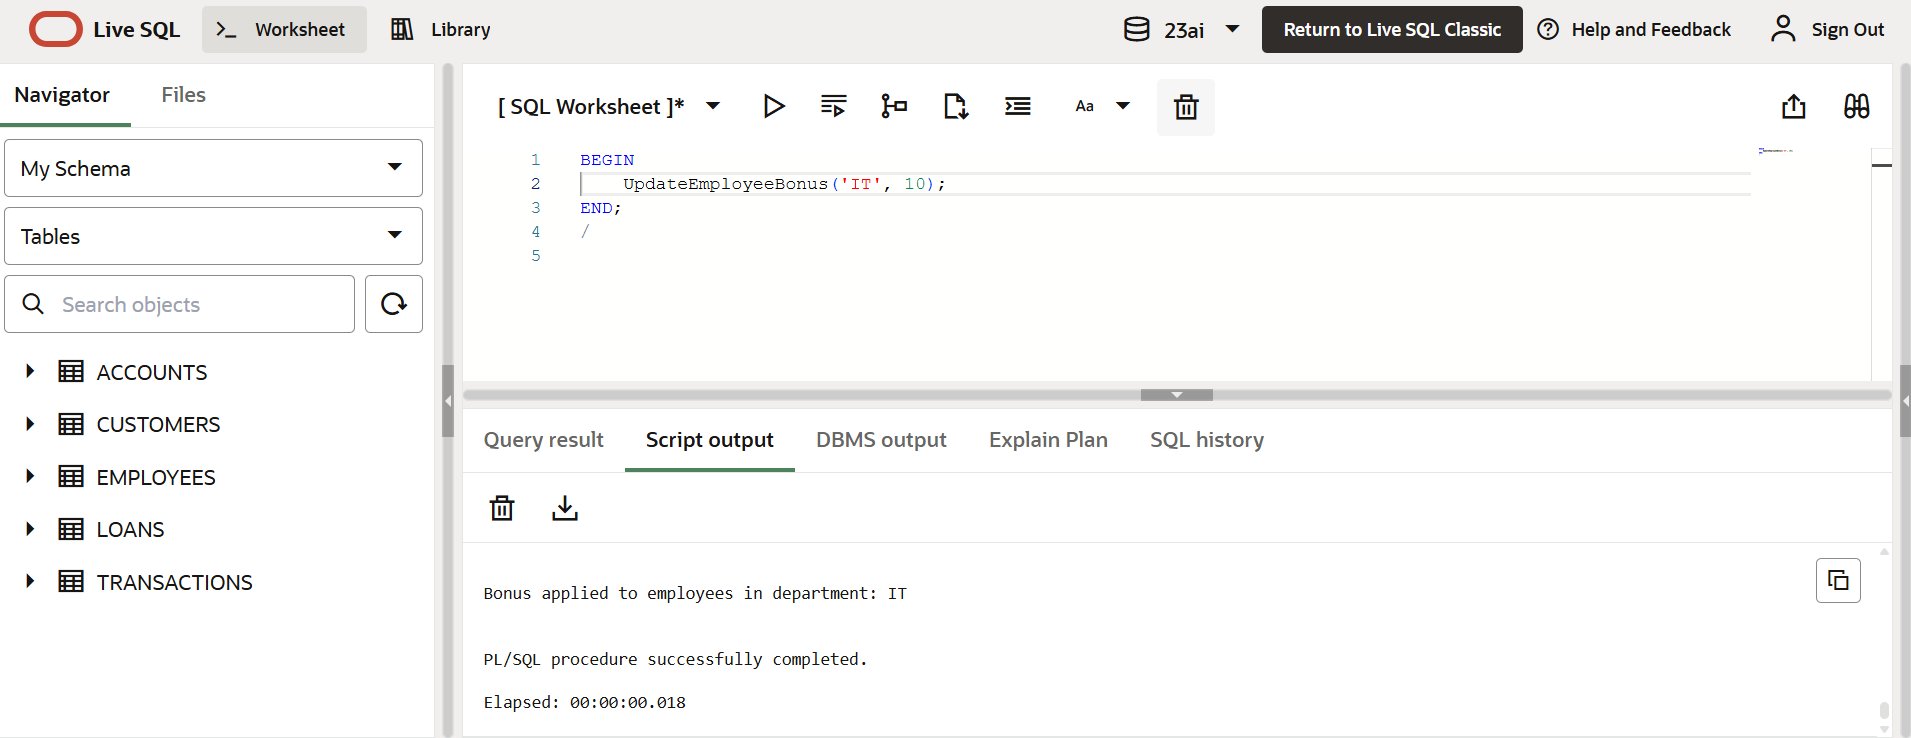 Live SQL
Worksheet
Library
23ai
Return to Live SQL Classic
Help and Feedback
Sign Out
Navigator
Files
My Schema
Tables
Search objects
ACCOUNTS
CUSTOMERS
EMPLOYEES
LOANS
TRANSACTIONS
[ SQL Worksheet ]*
Aa
1 BEGIN
2 UpdateEmployeeBonus('IT', 10);
3 END;
4 /
5
Query result
Script output
DBMS output
Explain Plan
SQL history
Bonus applied to employees in department: IT
PL/SQL procedure successfully completed.
Elapsed: 00:00:00.018